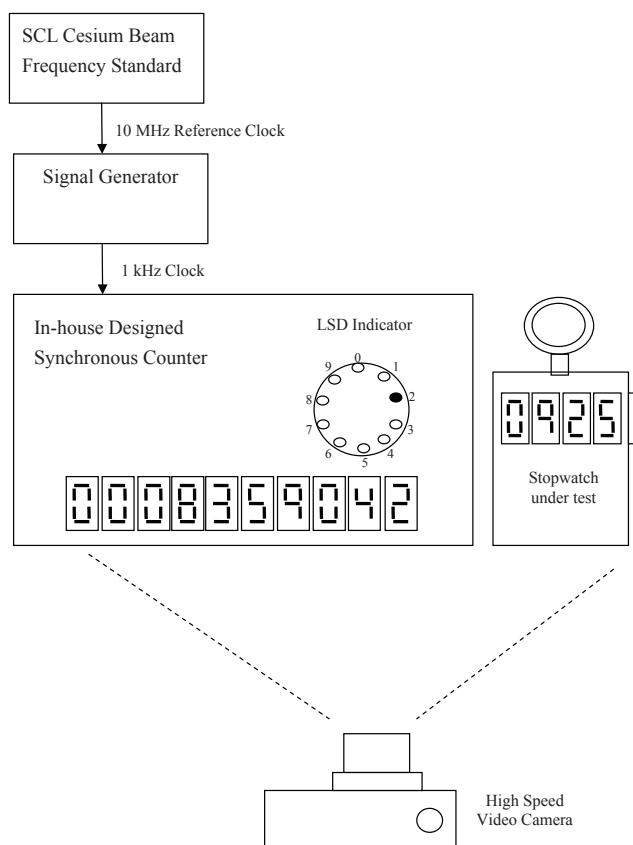 SCL Cesium Beam
Frequency Standard
10 MHz Reference Clock
Signal Generator
1 kHz Clock
In-house Designed
Synchronous Counter
LSD Indicator
0
1
2
3
4
5
6
7
8
9
0008359042
0925
Stopwatch
under test
High Speed
Video Camera